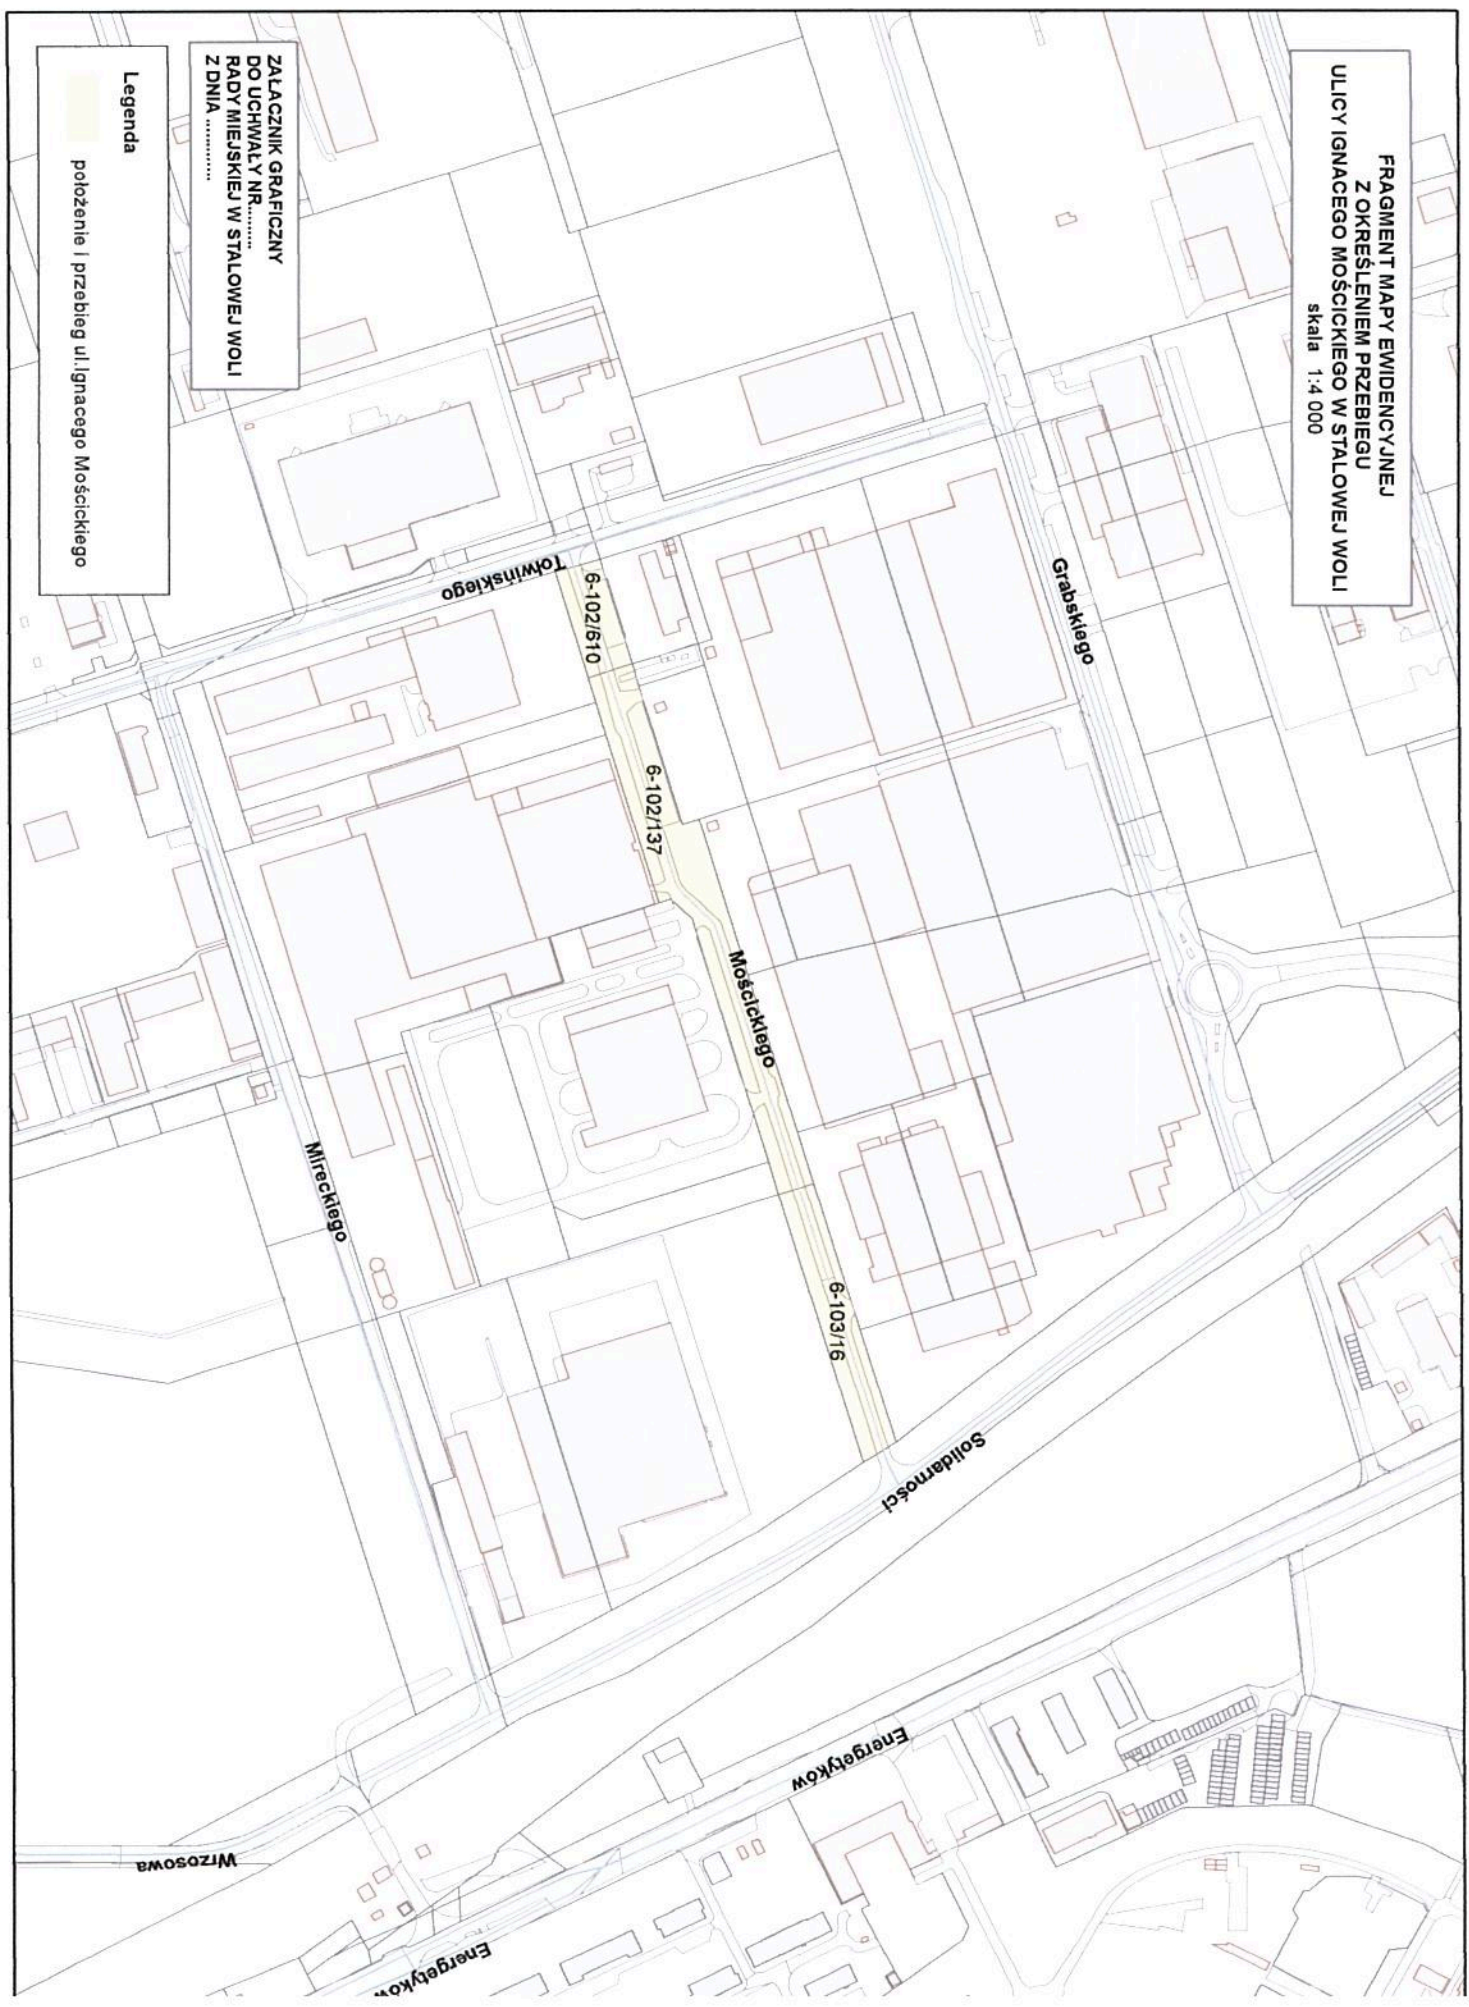 FRAGMENT MAPY EWIDENCYJNEJ
Z OKREŚLENIEM PRZEBIEGU
ULICY IGNACEGO MOŚCICKIEGO W STALOWEJ WOLI
skala 1:4 000
ZAŁĄCZNIK GRAFICZNY
DO UCHWAŁY NR.........
RADY MIEJSKIEJ W STALOWEJ WOLI
Z DNIA .............
Legenda
położenie i przebieg ul.Ignacego Mościckiego
Grabskiego
Tołwińskiego
6-102/610
6-102/137
Mościckiego
6-103/16
Mireckiego
Solidarności
Energetyków
Wrzosowa
Energetyków